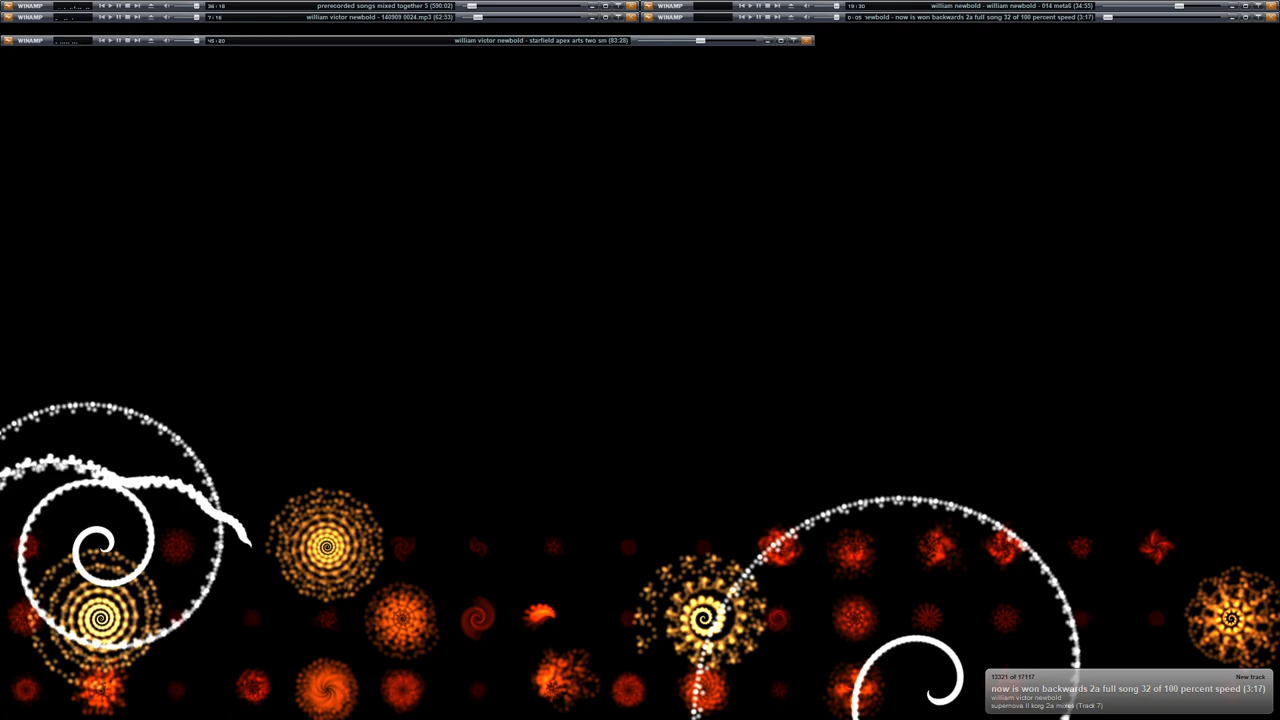 WINAMP 36:18 prerecorded songs mixed together 5 (590:02)
WINAMP 19:30 william newbold - william newbold - 014 meta6 (34:55)
WINAMP 7:16 william victor newbold - 140909 0024.mp3 (62:53)
WINAMP 0:05 newbold - now is won backwards 2a full song 32 of 100 percent speed (3:17)
WINAMP 45:20 william victor newbold - starfield apex arts two sm (83:28)
13321 of 17117 New track
now is won backwards 2a full song 32 of 100 percent speed (3:17)
william victor newbold
supernova II korg 2a mixes (Track 7)